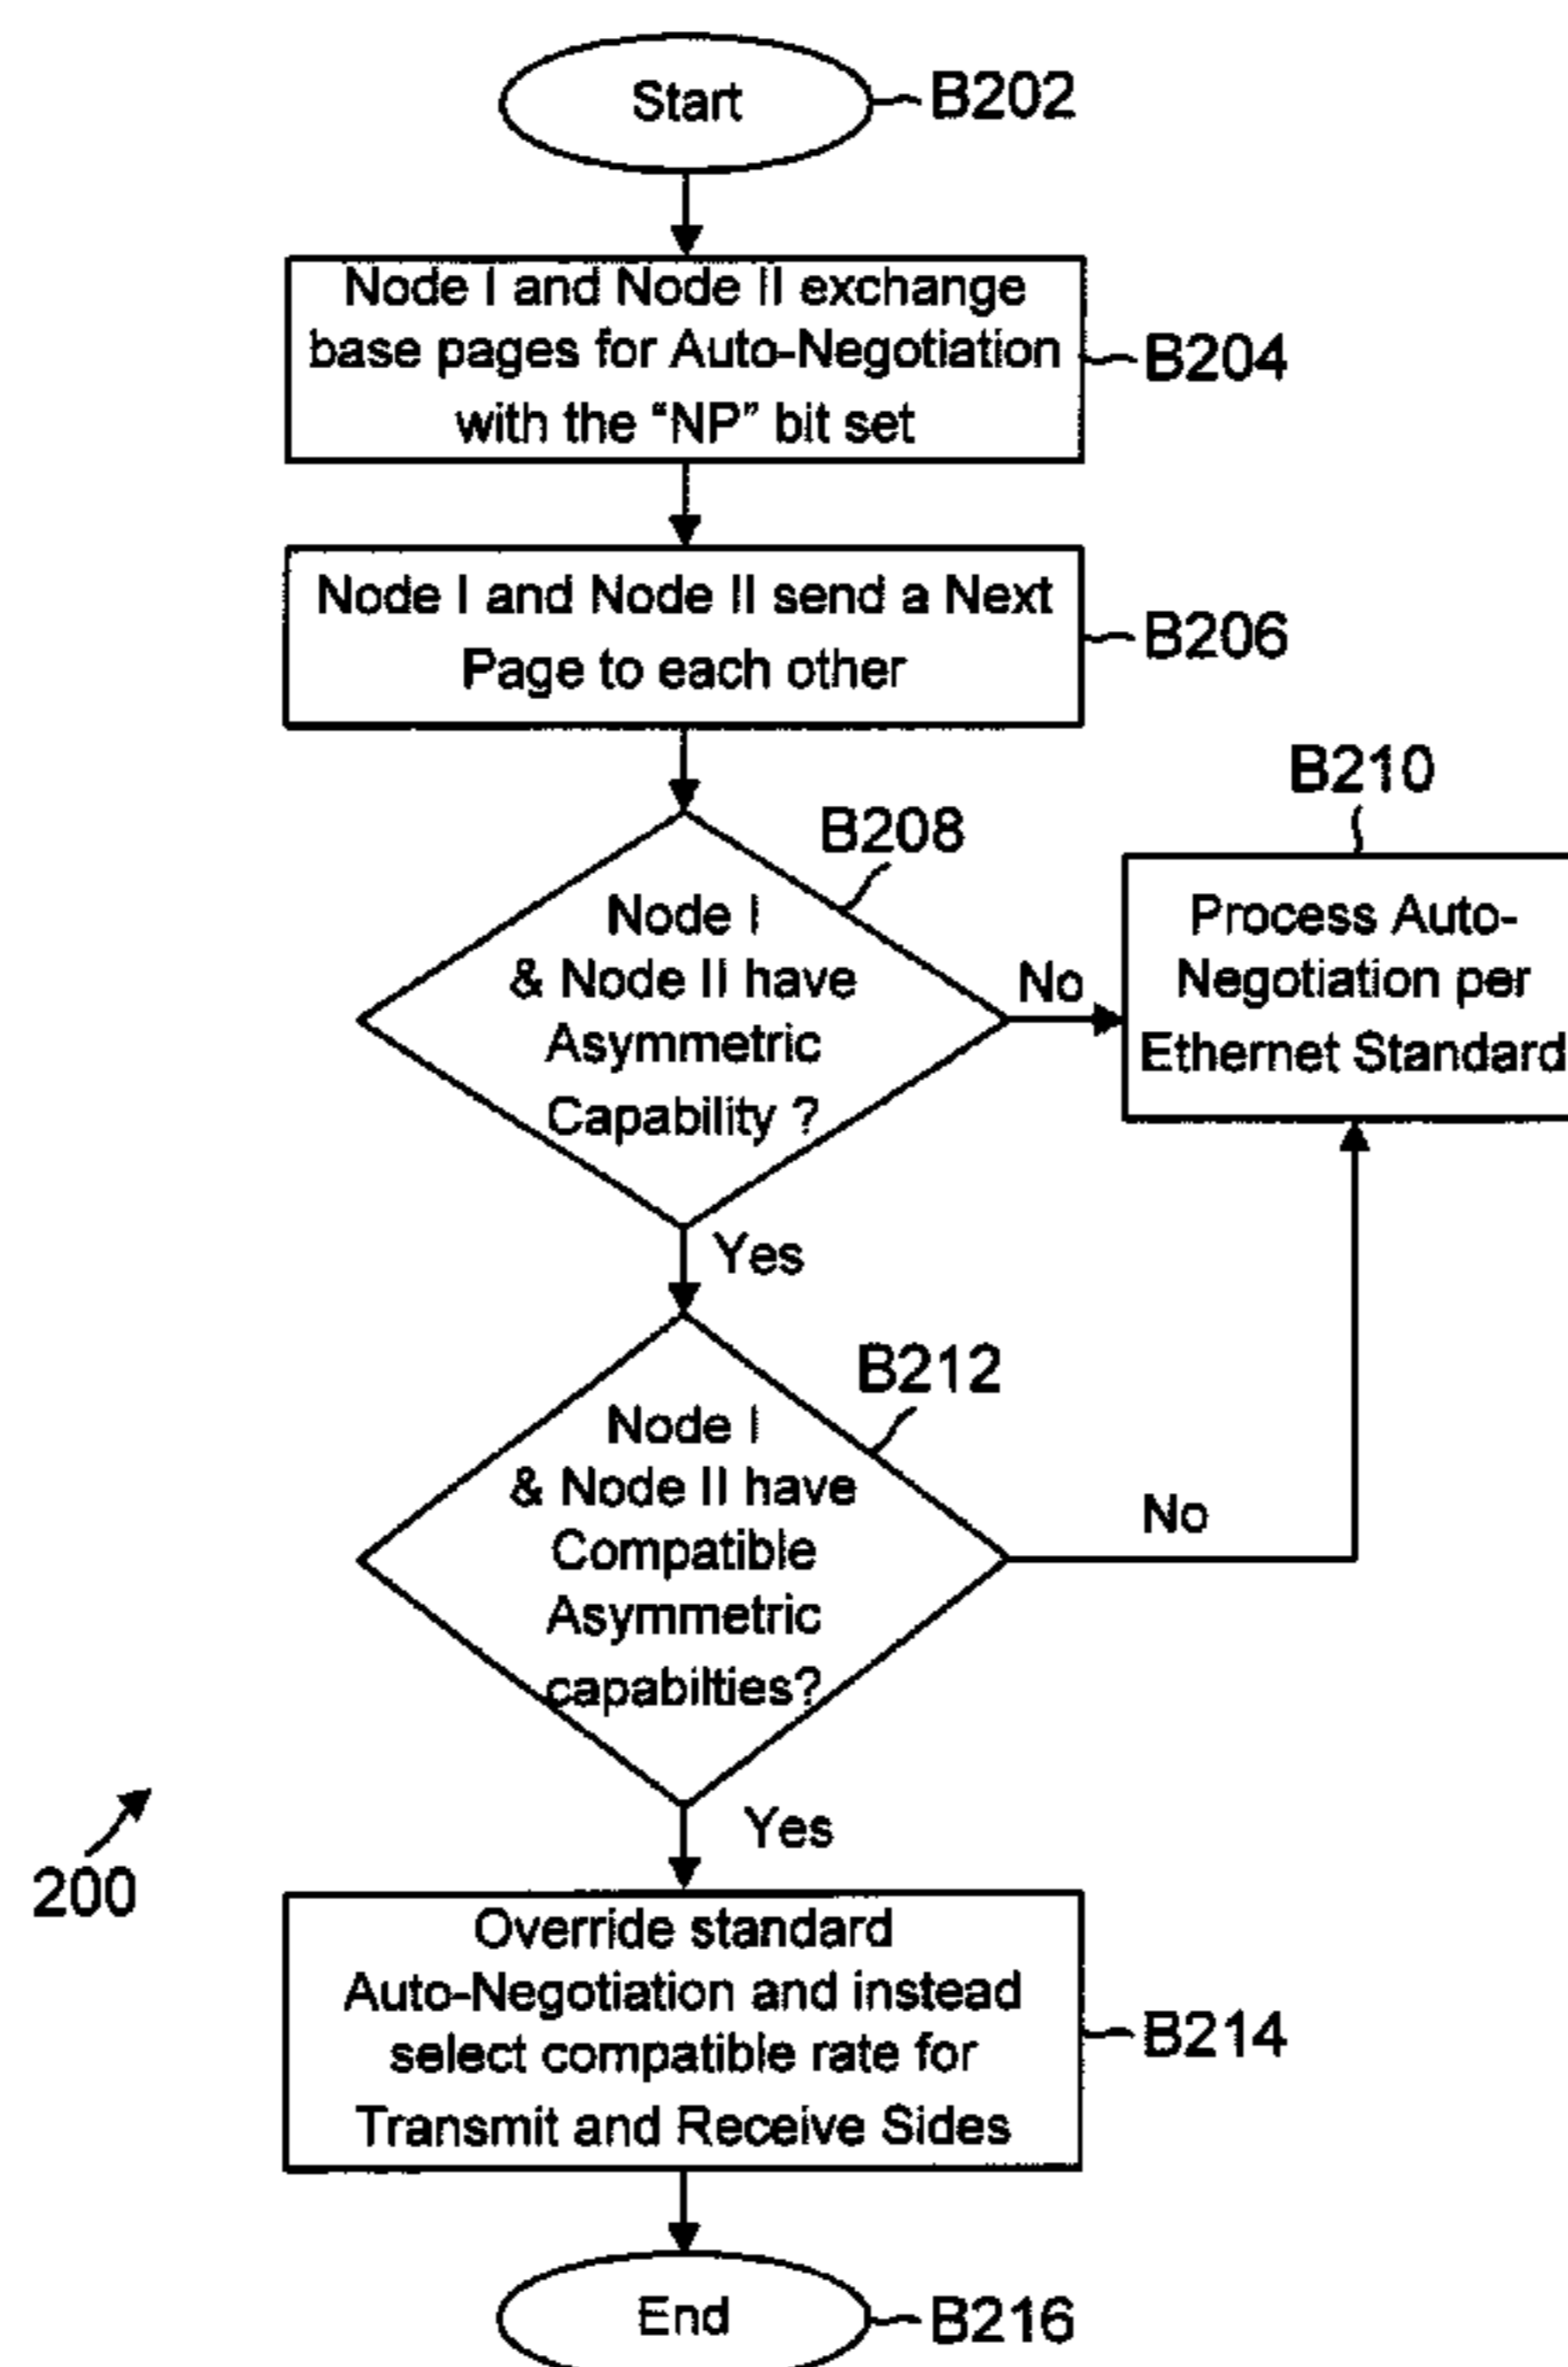 Start
B202
Node I and Node II exchange
base pages for Auto-Negotiation
with the “NP” bit set
B204
Node I and Node II send a Next
Page to each other
B206
B208
Node I
& Node II have
Asymmetric
Capability ?
No
B210
Process Auto-
Negotiation per
Ethernet Standard
Yes
B212
Node I
& Node II have
Compatible
Asymmetric
capabilties?
No
Yes
200
Override standard
Auto-Negotiation and instead
select compatible rate for
Transmit and Receive Sides
B214
End
B216